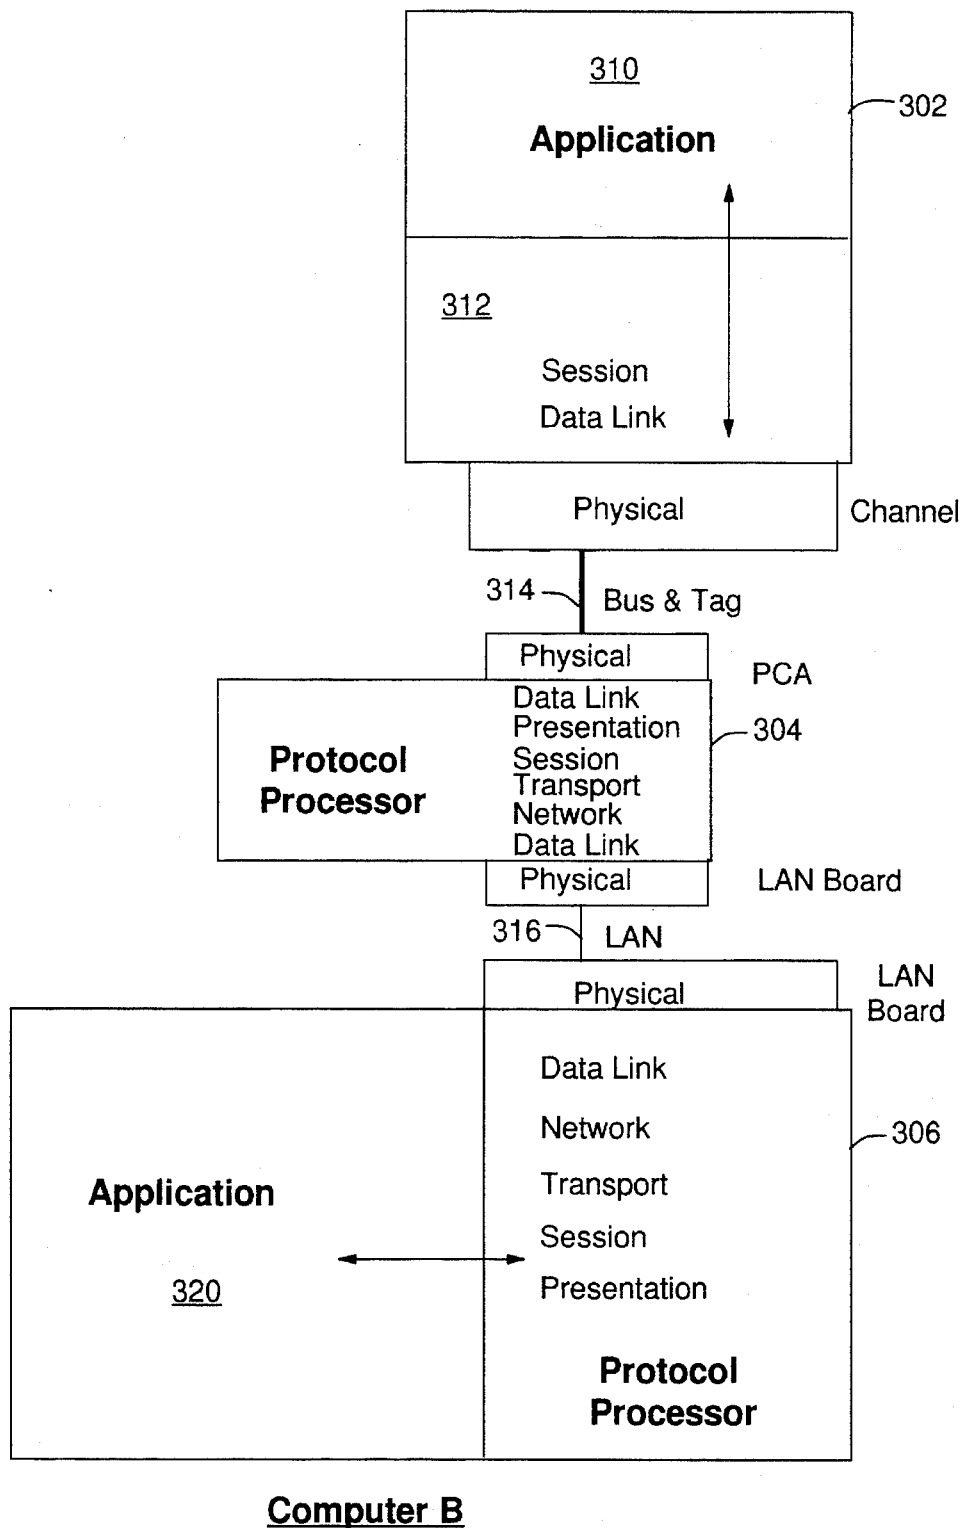 310
302
Application
312
Session
Data Link
Physical
Channel
314
Bus & Tag
Physical
PCA
Data Link
Presentation
304
Protocol
Processor
Session
Transport
Network
Data Link
Physical
LAN Board
316
LAN
Physical
LAN
Board
Data Link
Network
306
Transport
Application
Session
320
Presentation
Protocol
Processor
Computer B